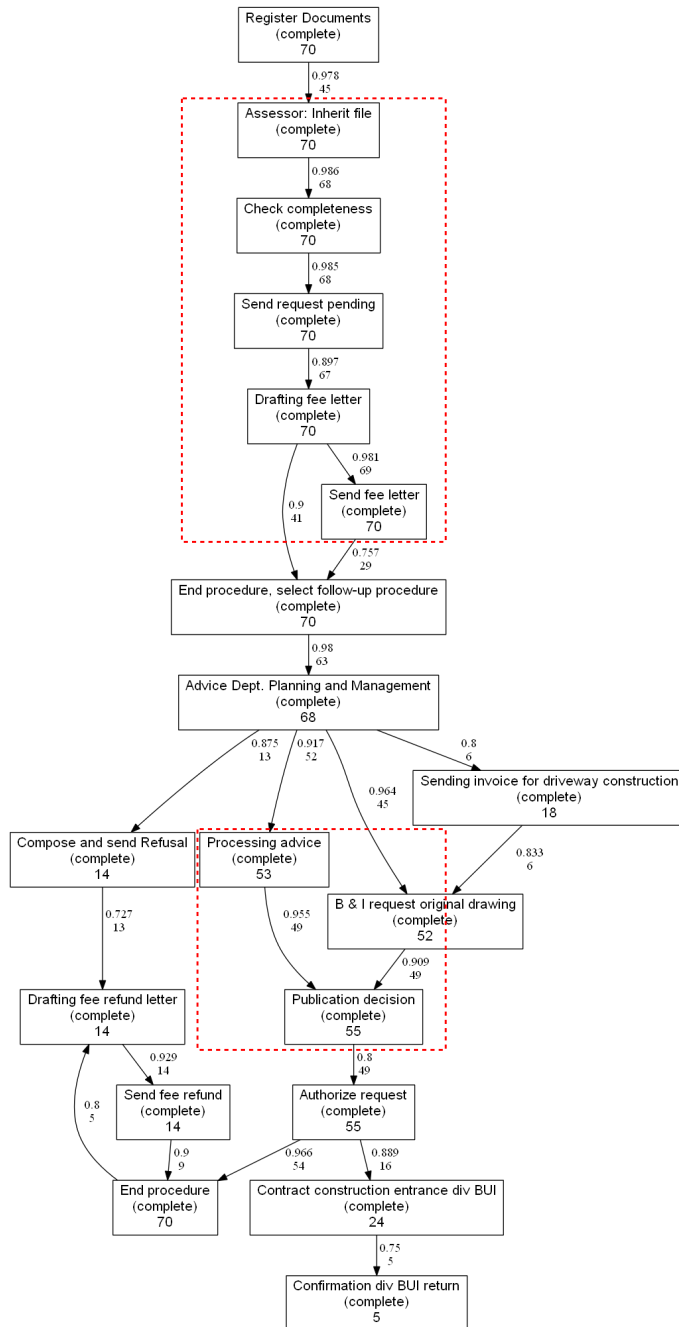 Register Documents
(complete)
70
0.978
45
Assessor: Inherit file
(complete)
70
0.986
68
Check completeness
(complete)
70
0.985
68
Send request pending
(complete)
70
0.897
67
Drafting fee letter
(complete)
70
0.981
69
0.9
41
Send fee letter
(complete)
70
0.757
29
End procedure, select follow-up procedure
(complete)
70
0.98
63
Advice Dept. Planning and Management
(complete)
68
0.875
13
0.917
52
0.964
45
0.8
6
Sending invoice for driveway construction
(complete)
18
Compose and send Refusal
(complete)
14
Processing advice
(complete)
53
0.833
6
B & I request original drawing
(complete)
52
0.727
13
0.955
49
0.909
49
Drafting fee refund letter
(complete)
14
Publication decision
(complete)
55
0.929
14
0.8
49
Send fee refund
(complete)
14
Authorize request
(complete)
55
0.8
5
0.9
9
0.966
54
0.889
16
End procedure
(complete)
70
Contract construction entrance div BUI
(complete)
24
0.75
5
Confirmation div BUI return
(complete)
5